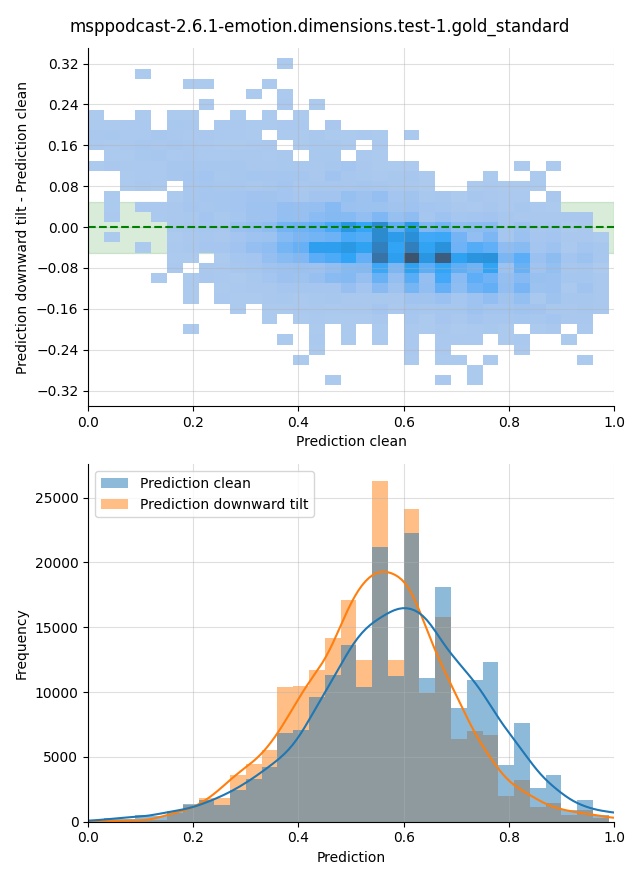 msppodcast-2.6.1-emotion.dimensions.test-1.gold_standard
Prediction downward tilt - Prediction clean
0.32
0.24
0.16
0.08
0.00
−0.08
−0.16
−0.24
−0.32
0.0 0.2 0.4 0.6 0.8 1.0
Prediction clean
Prediction clean
Prediction downward tilt
Frequency
25000
20000
15000
10000
5000
0
0.0 0.2 0.4 0.6 0.8 1.0
Prediction